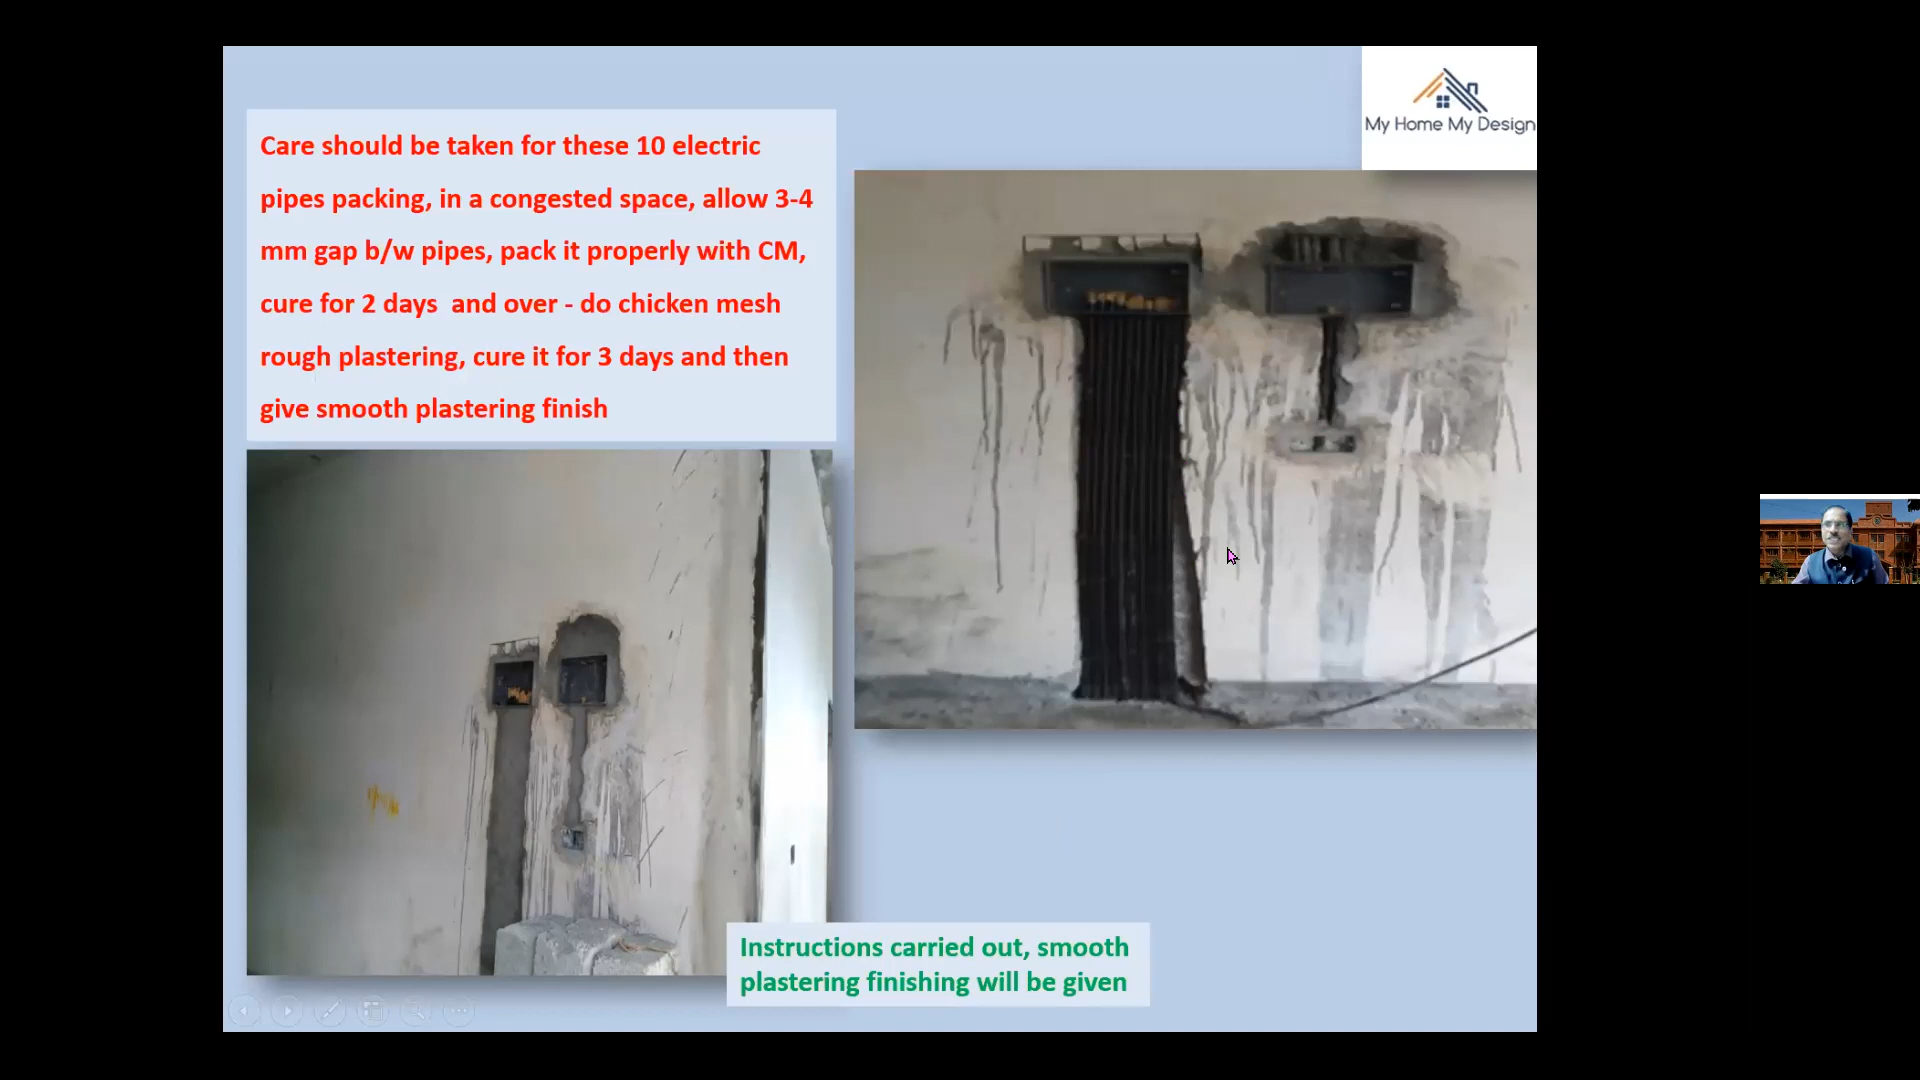 My Home My Design
Care should be taken for these 10 electric
pipes packing, in a congested space, allow 3-4
mm gap b/w pipes, pack it properly with CM,
cure for 2 days  and over - do chicken mesh
rough plastering, cure it for 3 days and then
give smooth plastering finish
Instructions carried out, smooth
plastering finishing will be given